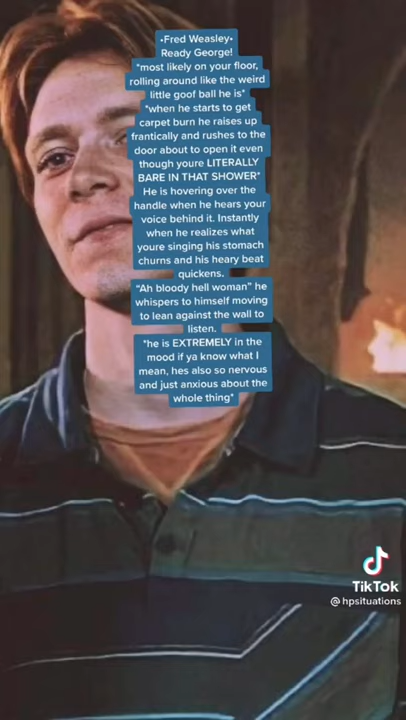 •Fred Weasley•
Ready George!
*most likely on your floor,
rolling around like the weird
little goof ball he is*
*when he starts to get
carpet burn he raises up
frantically and rushes to the
door about to open it even
though youre LITERALLY
BARE IN THAT SHOWER*
He is hovering over the
handle when he hears your
voice behind it. Instantly
when he realizes what
youre singing his stomach
churns and his heary beat
quickens.
"Ah bloody hell woman" he
whispers to himself moving
to lean against the wall to
listen.
*he is EXTREMELY in the
mood if ya know what I
mean, hes also so nervous
and just anxious about the
whole thing*
TikTok
@hpsituations